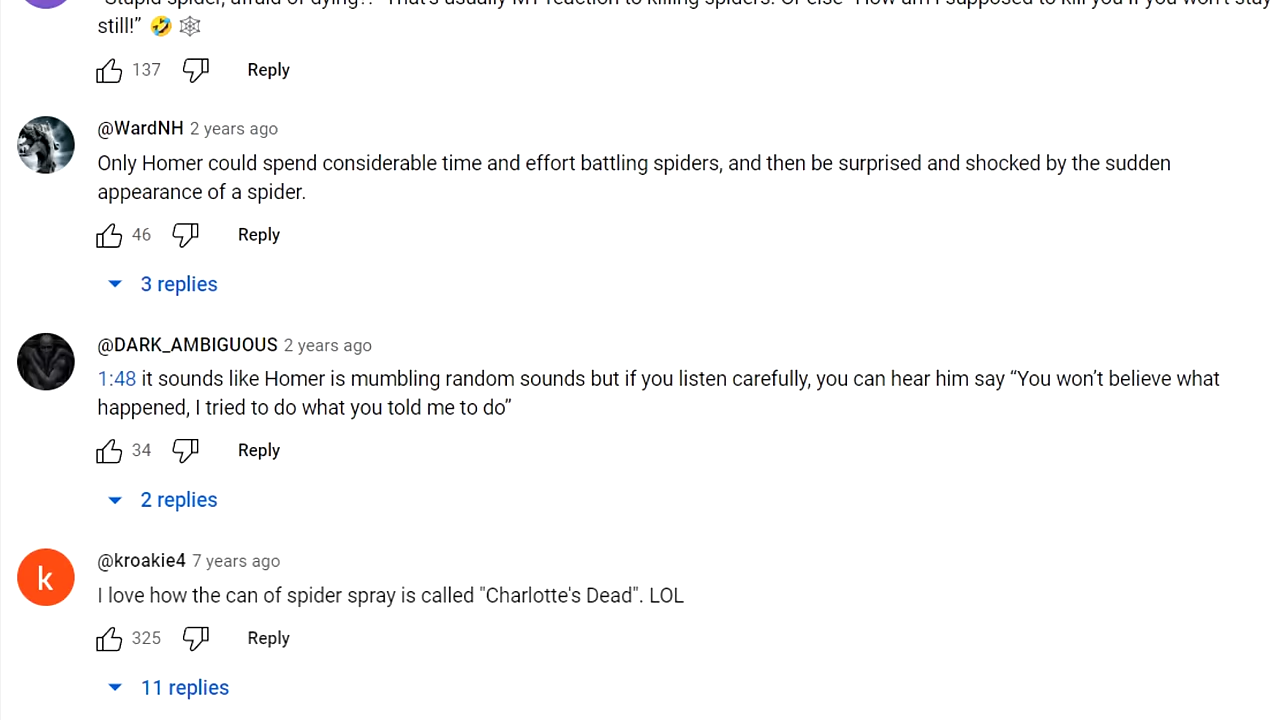 "Stupid spider, afraid of dying?!" That's usually MY reaction to killing spiders. Or else "How am I supposed to kill you if you won't stay
still!” 🤣 🕸️
137 Reply
@WardNH 2 years ago
Only Homer could spend considerable time and effort battling spiders, and then be surprised and shocked by the sudden
appearance of a spider.
46 Reply
3 replies
@DARK_AMBIGUOUS 2 years ago
1:48 it sounds like Homer is mumbling random sounds but if you listen carefully, you can hear him say “You won’t believe what
happened, I tried to do what you told me to do”
34 Reply
2 replies
k
@kroakie4 7 years ago
I love how the can of spider spray is called "Charlotte's Dead". LOL
325 Reply
11 replies